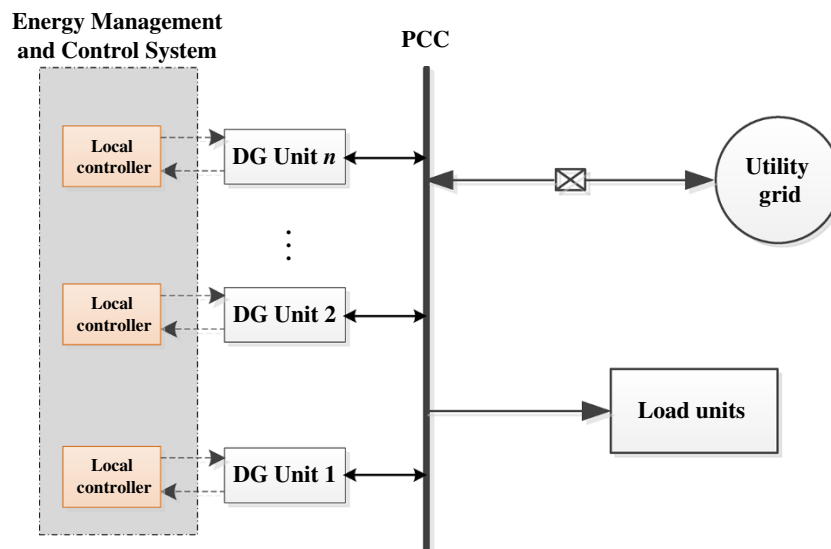 Energy Management
and Control System
PCC
Local
controller
DG Unit n
Utility
grid
⋮
Local
controller
DG Unit 2
Load units
Local
controller
DG Unit 1